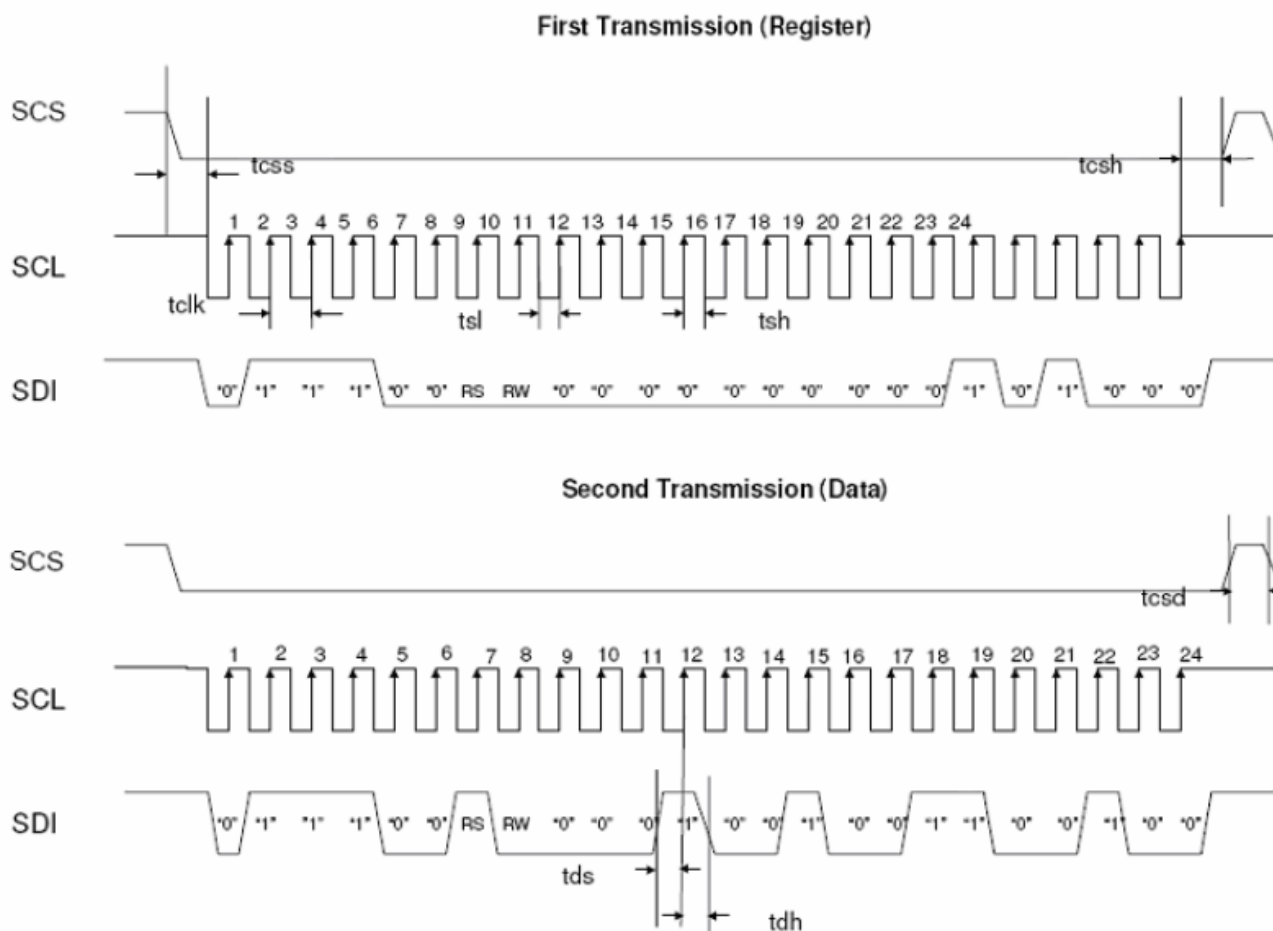 First Transmission (Register)
SCS
tcss
tcsh
1 2 3 4 5 6 7 8 9 10 11 12 13 14 15 16 17 18 19 20 21 22 23 24
SCL
tclk
tsl
tsh
SDI
"0" "1" "1" "1" "0" "0" RS RW "0" "0" "0" "0" "0" "0" "0" "0" "0" "0" "1" "0" "1" "0" "0" "0"
Second Transmission (Data)
SCS
tcsd
1 2 3 4 5 6 7 8 9 10 11 12 13 14 15 16 17 18 19 20 21 22 23 24
SCL
SDI
"0" "1" "1" "1" "0" "0" RS RW "0" "0" "0" "1" "0" "0" "1" "0" "0" "1" "1" "0" "0" "1" "0" "0"
tds
tdh